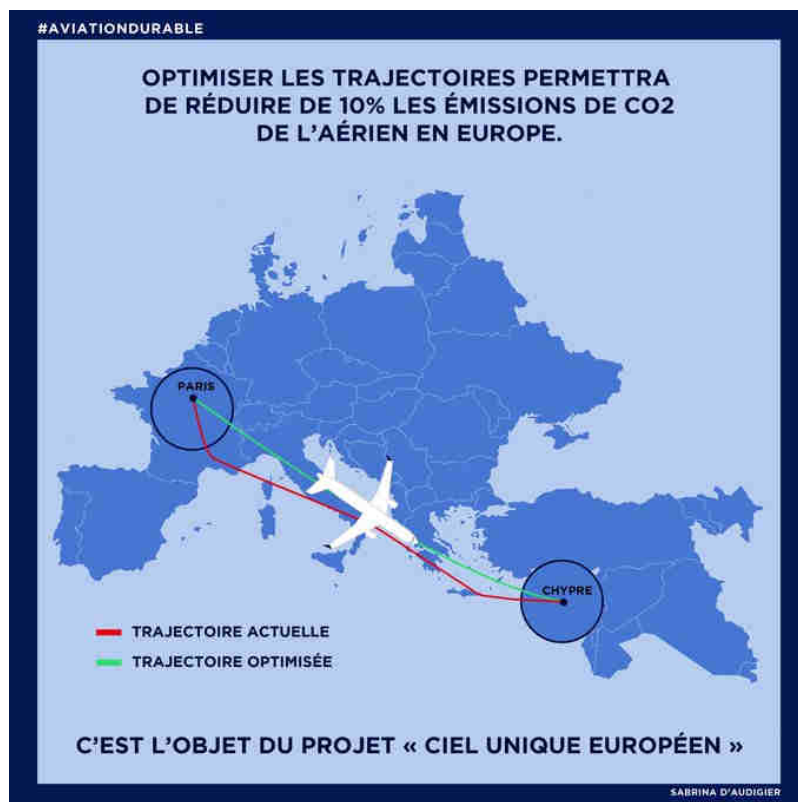 #AVIATIONDURABLE
OPTIMISER LES TRAJECTOIRES PERMETTRA
DE RÉDUIRE DE 10% LES ÉMISSIONS DE CO2
DE L'AÉRIEN EN EUROPE.
PARIS
CHYPRE
TRAJECTOIRE ACTUELLE
TRAJECTOIRE OPTIMISÉE
C'EST L'OBJET DU PROJET « CIEL UNIQUE EUROPÉEN »
SABRINA D'AUDIGIER